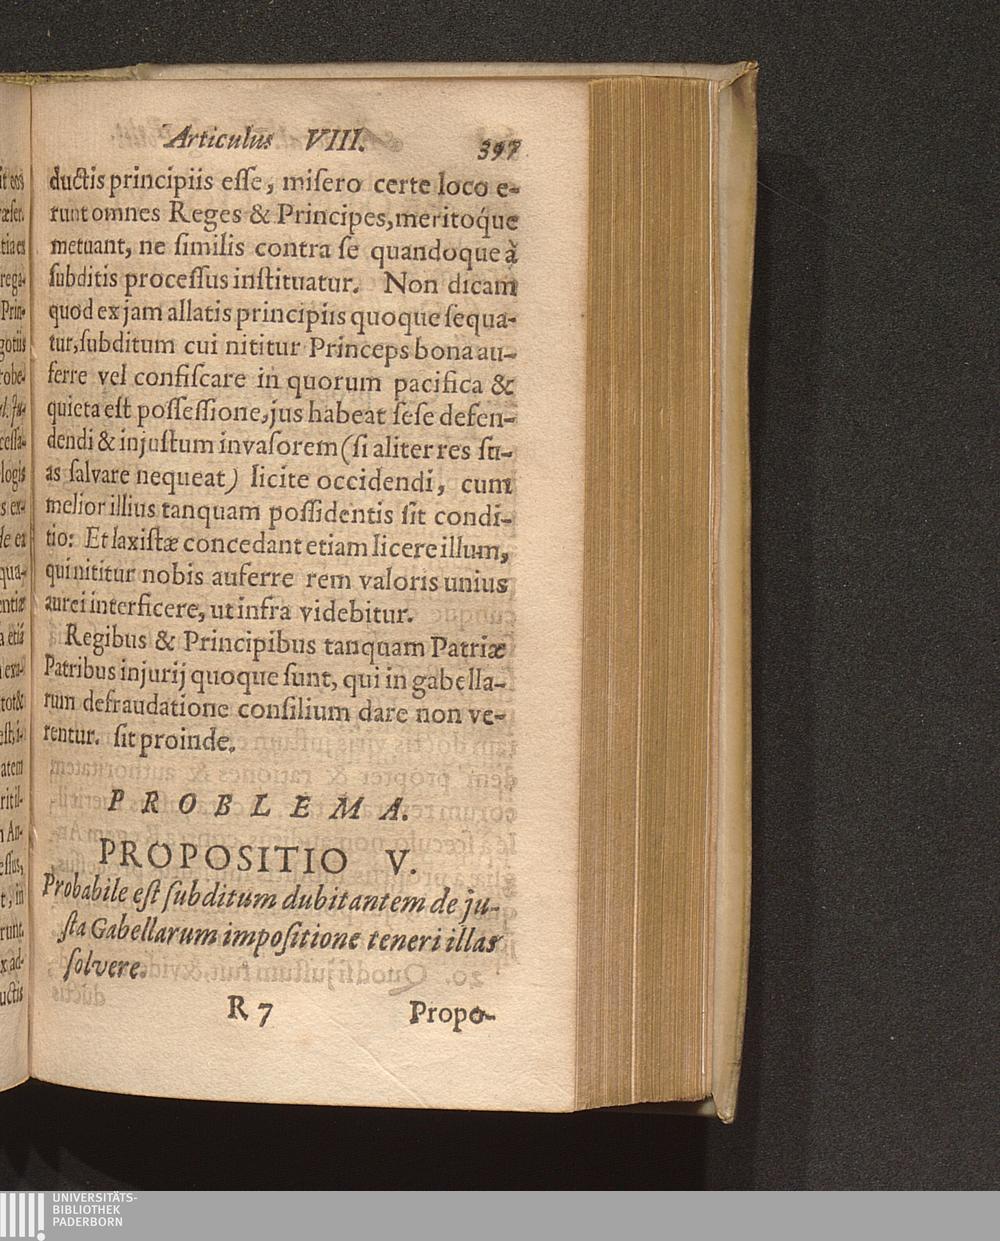 Articulus VIII. 397
ductis principiis esse, misero certe loco e-
runt omnes Reges & Principes, meritóque
metuant, ne similis contra se quandoque à
subditis processus instituatur. Non dicam
quod ex jam allatis principiis quoque sequa-
tur, subditum cui nititur Princeps bona au-
ferre vel confiscare in quorum pacifica &
quieta est possessione, jus habeat sese defen-
dendi & injustum invasorem (si aliter res su-
as salvare nequeat) licite occidendi, cum
melior illius tanquam possidentis sit condi-
tio: Et laxistæ concedant etiam licere illum,
qui nititur nobis auferre rem valoris unius
aurei interficere, ut infra videbitur.
Regibus & Principibus tanquam Patriæ
Patribus injurij quoque sunt, qui in gabella-
rum defraudatione consilium dare non ve-
rentur. sit proinde.
PROBLEMA.
PROPOSITIO V.
Probabile est subditum dubitantem de ju-
sta Gabellarum impositione teneri illas
solvere.
R 7 Propo-
UNIVERSITÄTS-
BIBLIOTHEK
PADERBORN